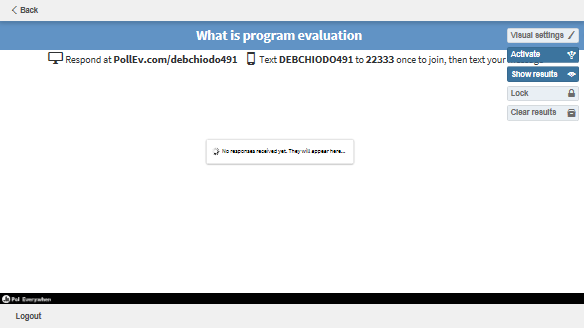 Back
What is program evaluation
Visual settings
Respond at PollEv.com/debchiodo491 Text DEBCHIODO491 to 22333 once to join, then text your
Activate
Show results
Lock
Clear results
No responses received yet. They will appear here...
Poll Everywhere
Logout